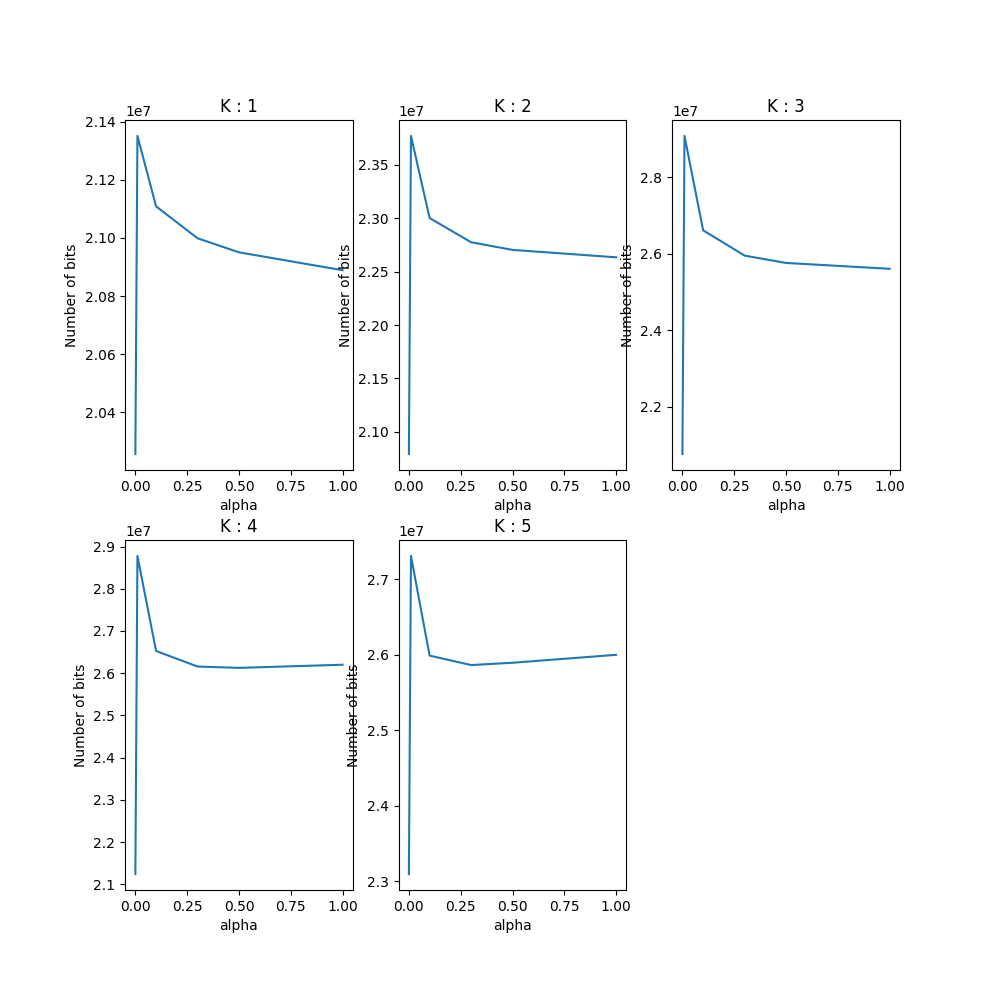 K : 1
1e7
2.14
2.12
2.10
2.08
2.06
2.04
Number of bits
0.00 0.25 0.50 0.75 1.00
alpha
K : 2
1e7
2.35
2.30
2.25
2.20
2.15
2.10
Number of bits
0.00 0.25 0.50 0.75 1.00
alpha
K : 3
1e7
2.8
2.6
2.4
2.2
Number of bits
0.00 0.25 0.50 0.75 1.00
alpha
K : 4
1e7
2.9
2.8
2.7
2.6
2.5
2.4
2.3
2.2
2.1
Number of bits
0.00 0.25 0.50 0.75 1.00
alpha
K : 5
1e7
2.7
2.6
2.5
2.4
2.3
Number of bits
0.00 0.25 0.50 0.75 1.00
alpha